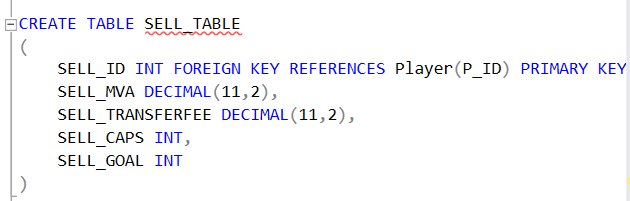 CREATE TABLE SELL_TABLE
(
SELL_ID INT FOREIGN KEY REFERENCES Player(P_ID) PRIMARY KEY
SELL_MVA DECIMAL(11,2),
SELL_TRANSFERFEE DECIMAL(11,2),
SELL_CAPS INT,
SELL_GOAL INT
)